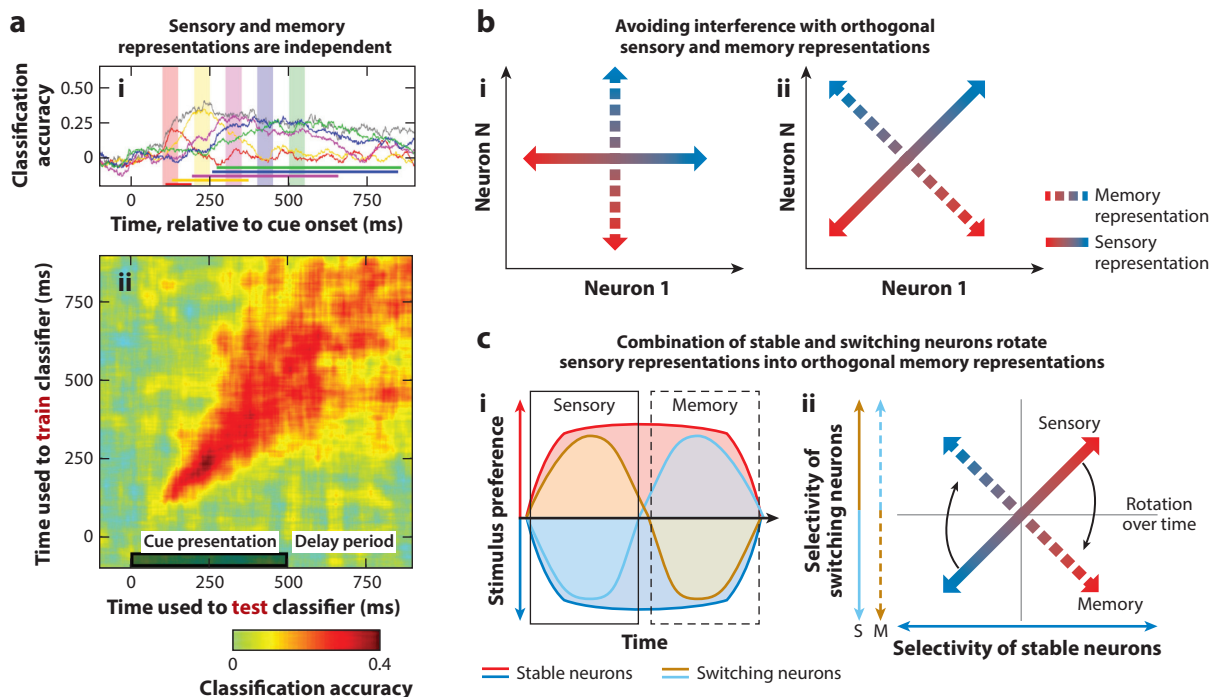 a
Sensory and memory
representations are independent
i
Classification
accuracy
0.50
0.25
0
0
250
500
750
Time, relative to cue onset (ms)
ii
Time used to train classifier (ms)
750
500
250
0
Cue presentation
Delay period
0
250
500
750
Time used to test classifier (ms)
0
0.4
Classification accuracy
b
Avoiding interference with orthogonal
sensory and memory representations
i
Neuron N
Neuron 1
ii
Neuron N
Neuron 1
Memory
representation
Sensory
representation
c
Combination of stable and switching neurons rotate
sensory representations into orthogonal memory representations
i
Sensory
Memory
Stimulus preference
Time
Stable neurons
Switching neurons
ii
Selectivity of
switching neurons
S
M
Sensory
Rotation
over time
Memory
Selectivity of stable neurons